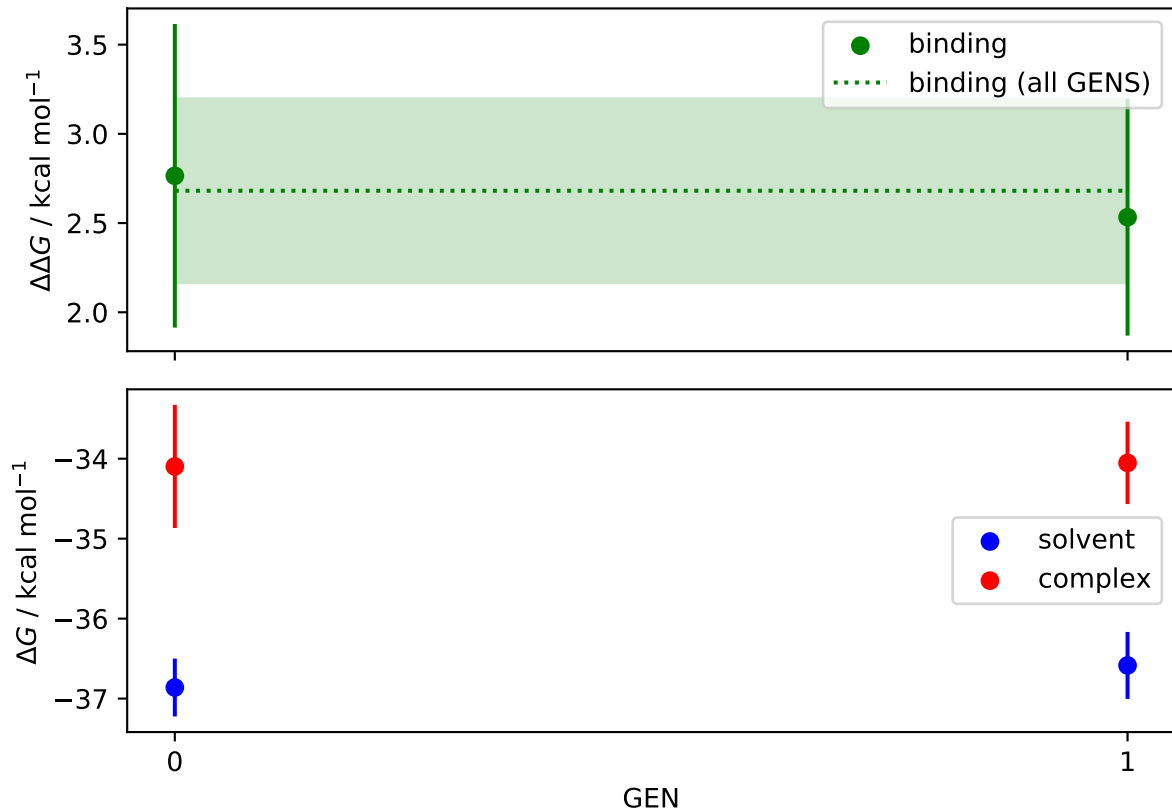 3.5
3.0
2.5
2.0
ΔΔG / kcal mol⁻¹
binding
binding (all GENS)
−34
−35
−36
−37
ΔG / kcal mol⁻¹
solvent
complex
0
1
GEN